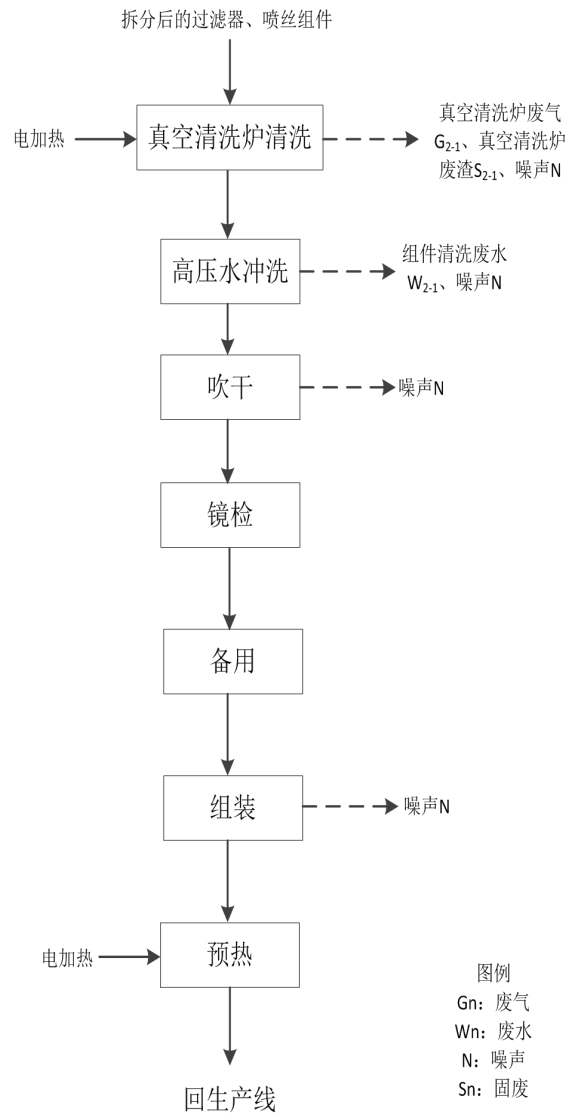 拆分后的过滤器、喷丝组件
电加热
真空清洗炉清洗
真空清洗炉废气
G₂₋₁、真空清洗炉
废渣S₂₋₁、噪声N
高压水冲洗
组件清洗废水
W₂₋₁、噪声N
吹干
噪声N
镜检
备用
组装
噪声N
电加热
预热
回生产线
图例
Gn：废气
Wn：废水
N：噪声
Sn：固废